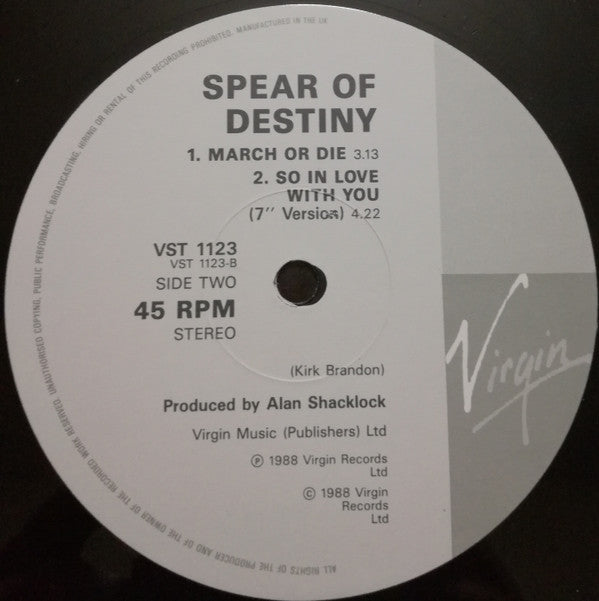 SPEAR OF
DESTINY
1. MARCH OR DIE 3.13
2. SO IN LOVE
WITH YOU
(7" Version) 4.22
VST 1123
VST 1123-B
SIDE TWO
45 RPM
STEREO
(Kirk Brandon)
Produced by Alan Shacklock
Virgin Music (Publishers) Ltd
Ⓟ 1988 Virgin Records
Ltd
© 1988 Virgin
Records
Ltd
Virgin
ALL RIGHTS OF THE PRODUCER AND OF THE OWNER OF THE RECORDED WORK RESERVED. UNAUTHORISED COPYING, PUBLIC PERFORMANCE, BROADCASTING, HIRING OR RENTAL OF THIS RECORDING PROHIBITED. MANUFACTURED IN THE UK